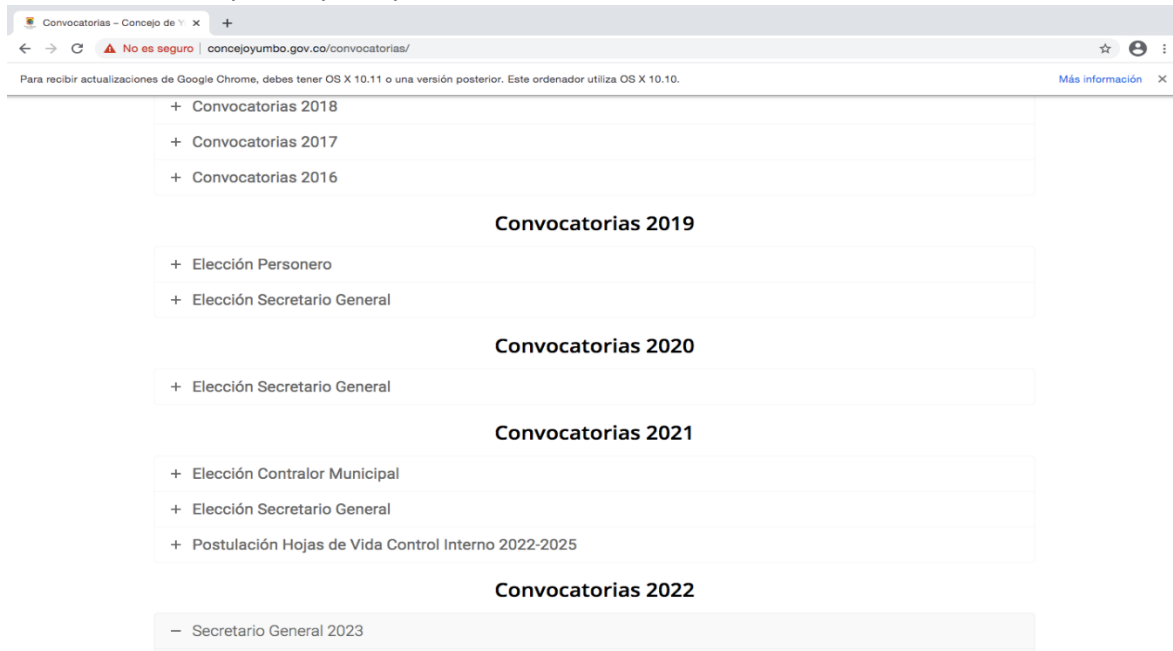 Convocatorias – Concejo de Y
No es seguro | concejoyumbo.gov.co/convocatorias/
Para recibir actualizaciones de Google Chrome, debes tener OS X 10.11 o una versión posterior. Este ordenador utiliza OS X 10.10. Más información
+ Convocatorias 2018
+ Convocatorias 2017
+ Convocatorias 2016
Convocatorias 2019
+ Elección Personero
+ Elección Secretario General
Convocatorias 2020
+ Elección Secretario General
Convocatorias 2021
+ Elección Contralor Municipal
+ Elección Secretario General
+ Postulación Hojas de Vida Control Interno 2022-2025
Convocatorias 2022
– Secretario General 2023